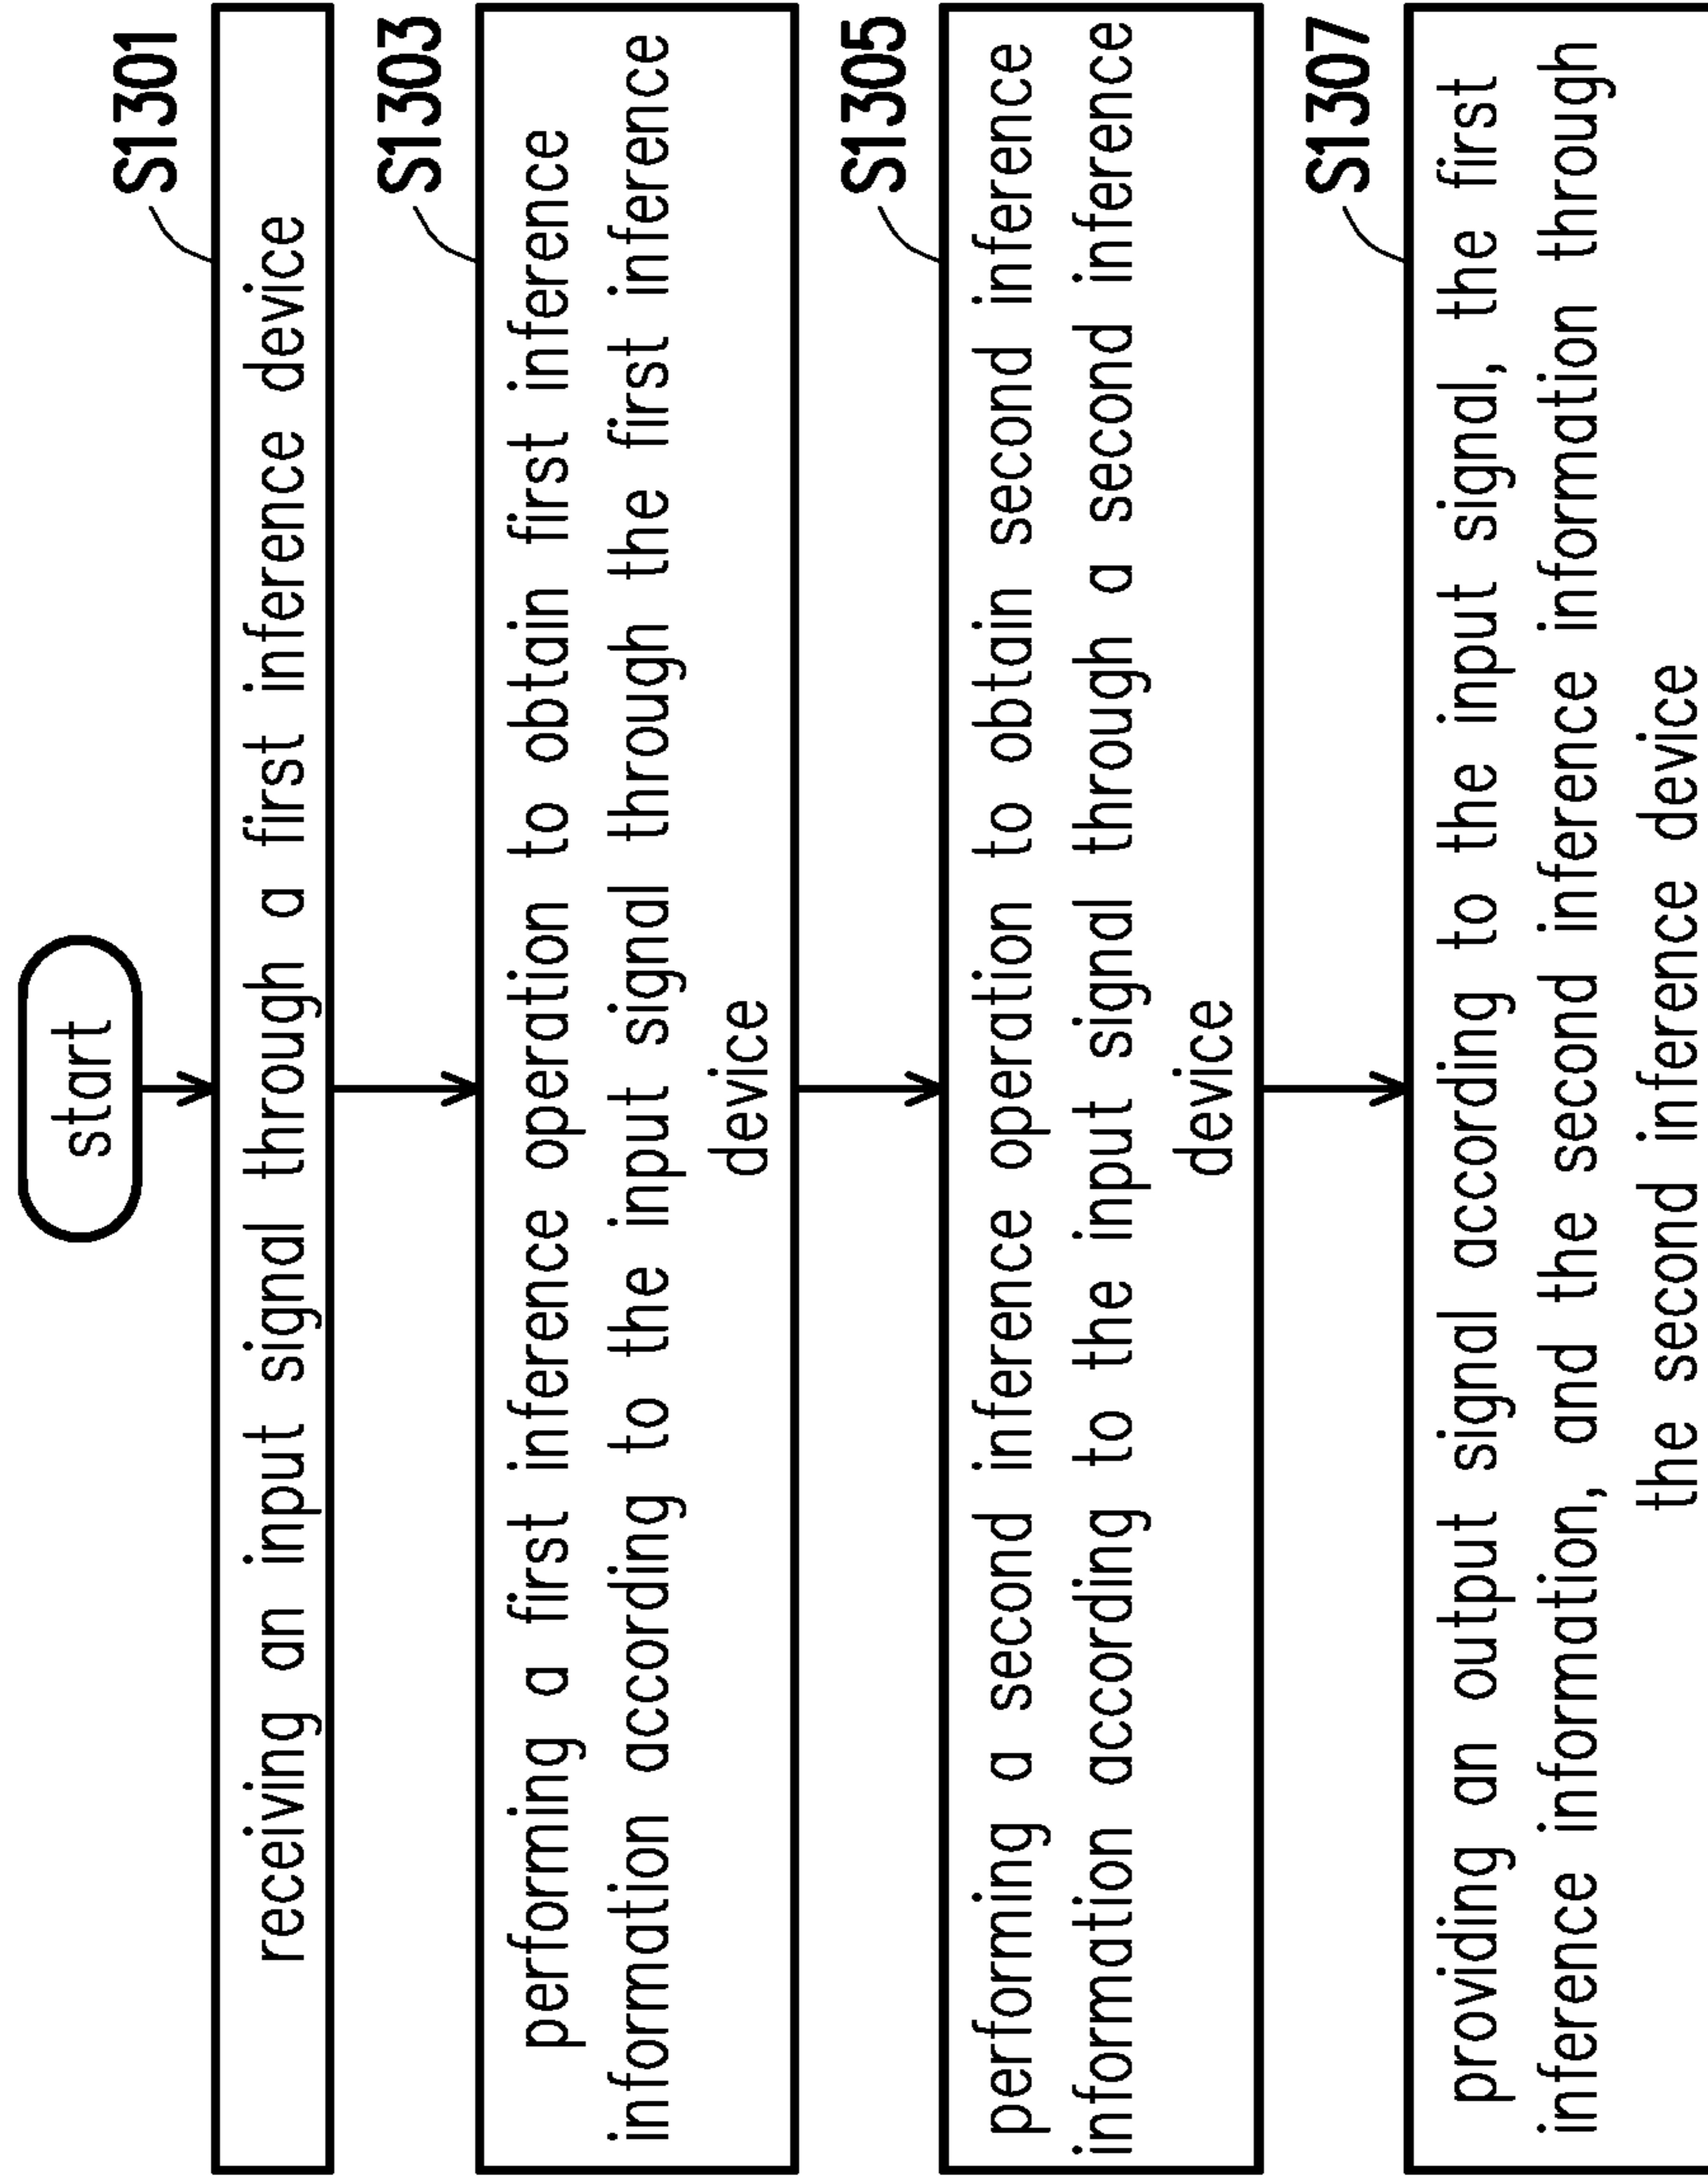 start
S1301
receiving an input signal through a first inference device
S1303
performing a first inference operation to obtain first inference
information according to the input signal through the first inference
device
S1305
performing a second inference operation to obtain second inference
information according to the input signal through a second inference
device
S1307
providing an output signal according to the input signal, the first
inference information, and the second inference information through
the second inference device